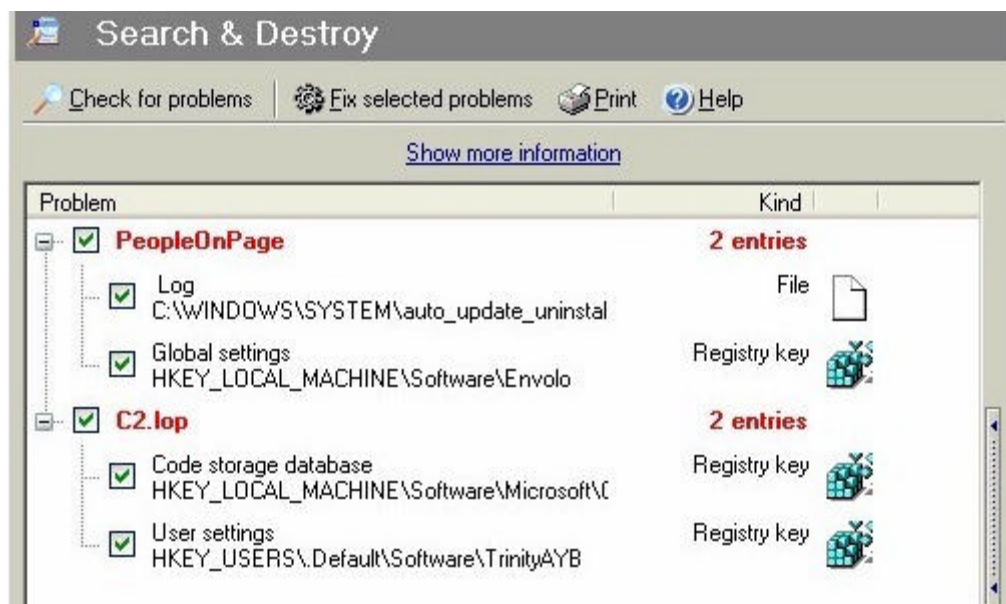 Search & Destroy
Check for problems Fix selected problems Print Help
Show more information
Problem Kind
PeopleOnPage 2 entries
Log File
C:\WINDOWS\SYSTEM\auto_update_uninstal
Global settings Registry key
HKEY_LOCAL_MACHINE\Software\Envolo
C2.lop 2 entries
Code storage database Registry key
HKEY_LOCAL_MACHINE\Software\Microsoft\C
User settings Registry key
HKEY_USERS\.Default\Software\TrinityAYB